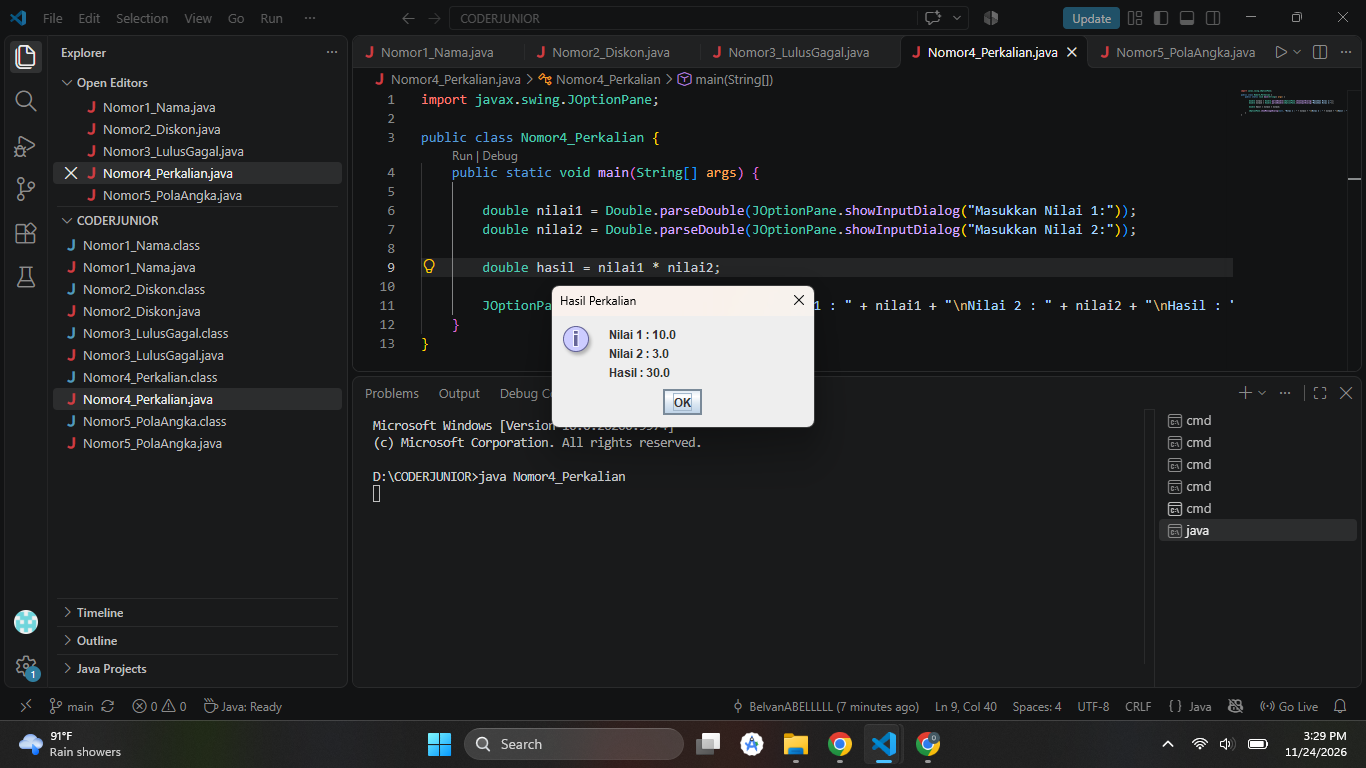 File Edit Selection View Go Run ···
CODERJUNIOR
Update
Explorer
Open Editors
Nomor1_Nama.java
Nomor2_Diskon.java
Nomor3_LulusGagal.java
Nomor4_Perkalian.java
Nomor5_PolaAngka.java
CODERJUNIOR
Nomor1_Nama.class
Nomor1_Nama.java
Nomor2_Diskon.class
Nomor2_Diskon.java
Nomor3_LulusGagal.class
Nomor3_LulusGagal.java
Nomor4_Perkalian.class
Nomor4_Perkalian.java
Nomor5_PolaAngka.class
Nomor5_PolaAngka.java
Timeline
Outline
Java Projects
1
Nomor1_Nama.java Nomor2_Diskon.java Nomor3_LulusGagal.java Nomor4_Perkalian.java Nomor5_PolaAngka.java
Nomor4_Perkalian.java > Nomor4_Perkalian > main(String[])
1 import javax.swing.JOptionPane;
2
3 public class Nomor4_Perkalian {
Run | Debug
4 public static void main(String[] args) {
5
6 double nilai1 = Double.parseDouble(JOptionPane.showInputDialog("Masukkan Nilai 1:"));
7 double nilai2 = Double.parseDouble(JOptionPane.showInputDialog("Masukkan Nilai 2:"));
8
9 double hasil = nilai1 * nilai2;
10
11 JOptionPa 1 : " + nilai1 + "\nNilai 2 : " + nilai2 + "\nHasil : "
12 }
13 }
Hasil Perkalian
Nilai 1 : 10.0
Nilai 2 : 3.0
Hasil : 30.0
OK
Problems Output Debug Co
Microsoft Windows [Version
(c) Microsoft Corporation. All rights reserved.
D:\CODERJUNIOR>java Nomor4_Perkalian
cmd
cmd
cmd
cmd
cmd
java
main 0 0 Java: Ready BelvanABELLLLL (7 minutes ago) Ln 9, Col 40 Spaces: 4 UTF-8 CRLF { } Java Go Live
91°F
Rain showers
Search
3:29 PM
11/24/2026